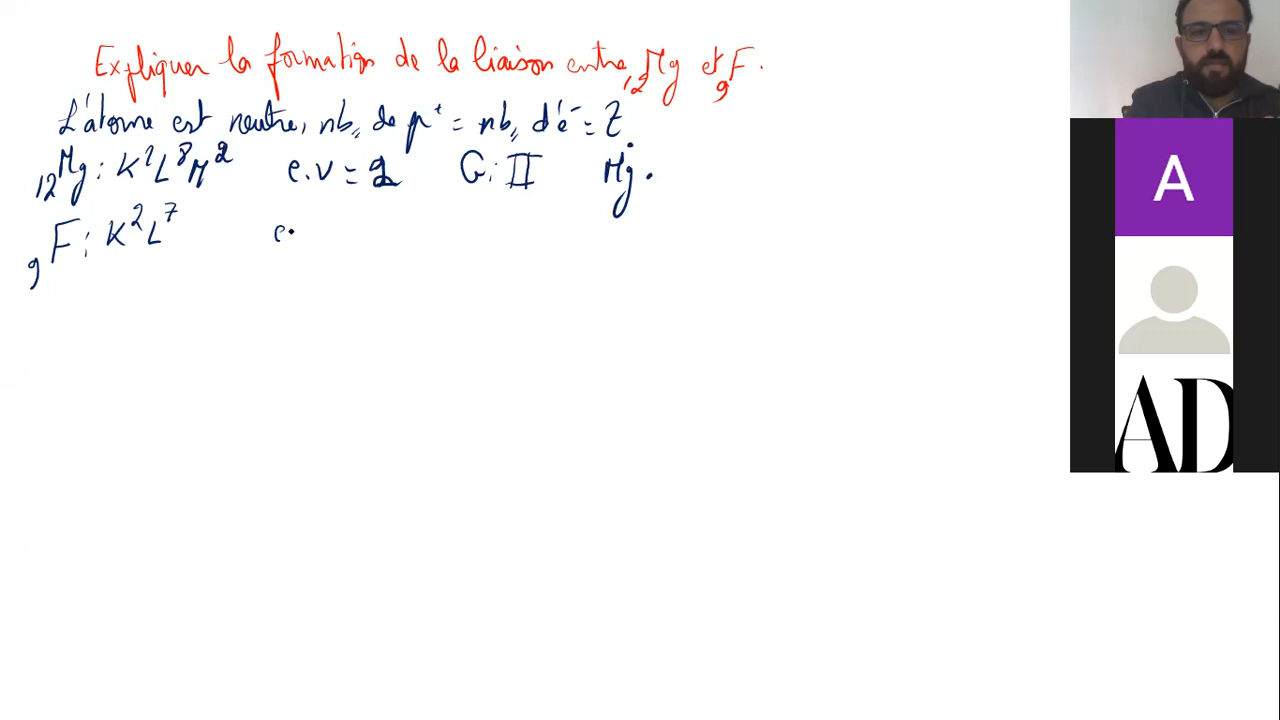 Expliquer la formation de la liaison entre ₁₂Mg et ₉F.
L'atome est neutre, nb, de p⁺ = nb, d'é⁻ = Z
₁₂Mg : K²L⁸M² e.v = 2 G : II Mg
₉F : K²L⁷ e.
A
AD